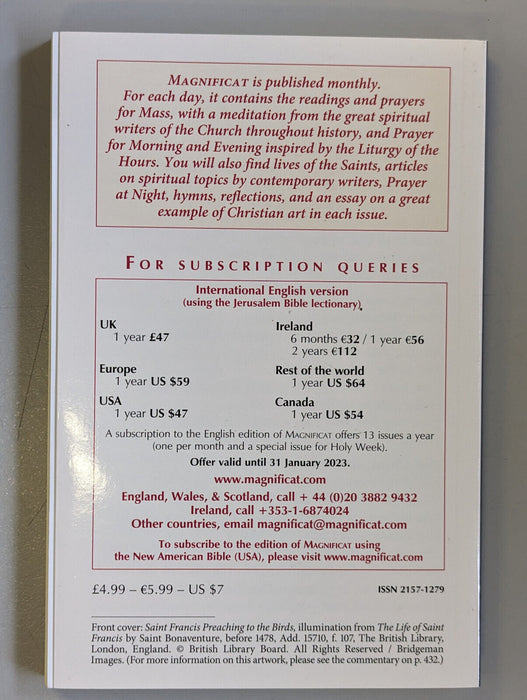 MAGNIFICAT is published monthly.
For each day, it contains the readings and prayers
for Mass, with a meditation from the great spiritual
writers of the Church throughout history, and Prayer
for Morning and Evening inspired by the Liturgy of the
Hours. You will also find lives of the Saints, articles
on spiritual topics by contemporary writers, Prayer
at Night, hymns, reflections, and an essay on a great
example of Christian art in each issue.
FOR SUBSCRIPTION QUERIES
International English version
(using the Jerusalem Bible lectionary)
UK
1 year £47
Ireland
6 months €32 / 1 year €56
2 years €112
Europe
1 year US $59
Rest of the world
1 year US $64
USA
1 year US $47
Canada
1 year US $54
A subscription to the English edition of MAGNIFICAT offers 13 issues a year
(one per month and a special issue for Holy Week).
Offer valid until 31 January 2023.
www.magnificat.com
England, Wales, & Scotland, call + 44 (0)20 3882 9432
Ireland, call +353-1-6874024
Other countries, email magnificat@magnificat.com
To subscribe to the edition of MAGNIFICAT using
the New American Bible (USA), please visit www.magnificat.com
£4.99 – €5.99 – US $7
ISSN 2157-1279
Front cover: Saint Francis Preaching to the Birds, illumination from The Life of Saint
Francis by Saint Bonaventure, before 1478, Add. 15710, f. 107, The British Library,
London, England. © British Library Board. All Rights Reserved / Bridgeman
Images. (For more information on this artwork, please see the commentary on p. 432.)